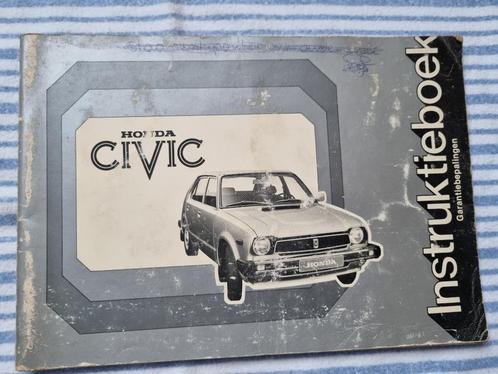 HONDA
CIVIC
HONDA
Instruktieboek
Garantiebepalingen